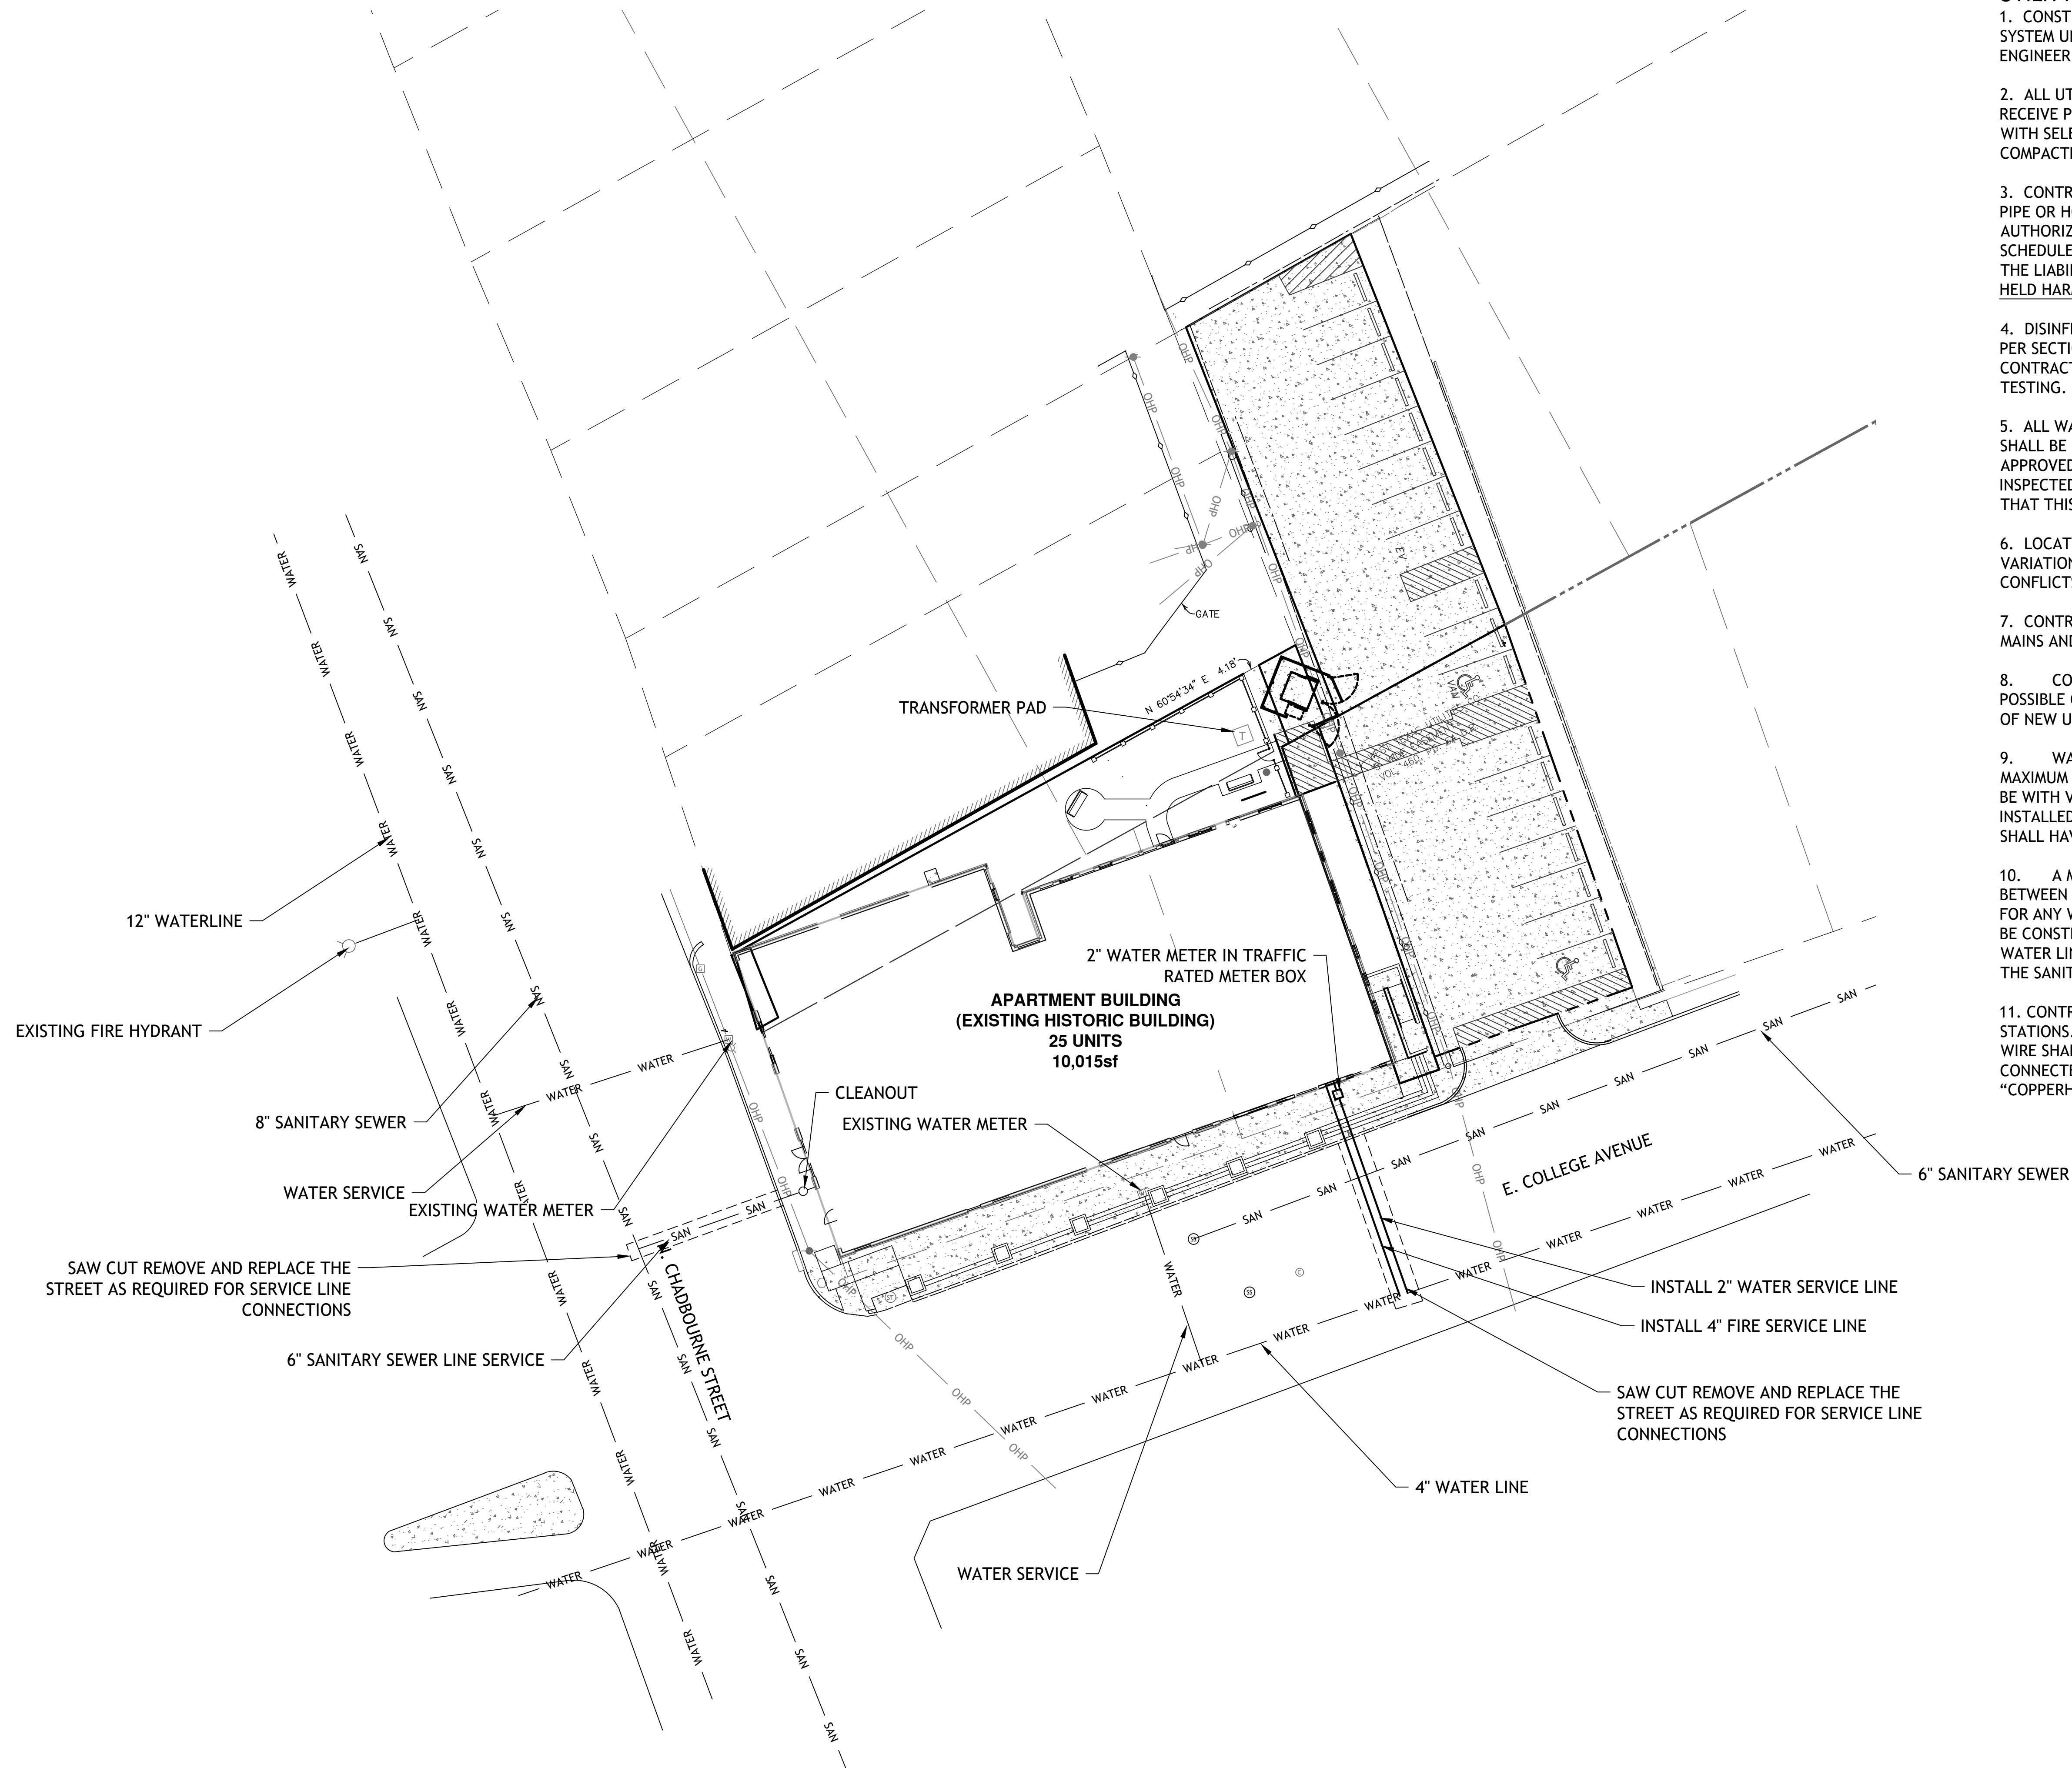 1. CONST
SYSTEM U
ENGINEER
2. ALL UT
RECEIVE P
WITH SELE
COMPACT
3. CONTR
PIPE OR H
AUTHORIZ
SCHEDULE
THE LIABI
HELD HAR
4. DISINF
PER SECTI
CONTRACT
TESTING.
5. ALL WA
SHALL BE
APPROVED
INSPECTED
THAT THIS
6. LOCAT
VARIATION
CONFLICT
7. CONTR
MAINS AND
8. CO
POSSIBLE
OF NEW U
9. WA
MAXIMUM
BE WITH V
INSTALLED
SHALL HAV
10. A M
BETWEEN
FOR ANY W
BE CONST
WATER LIN
THE SANIT
11. CONTR
STATIONS.
WIRE SHA
CONNECTE
“COPPERH
GATE
N 60°54'34" E 4.18'
TRANSFORMER PAD
T
EV
VAN
12" WATERLINE
EXISTING FIRE HYDRANT
8" SANITARY SEWER
WATER SERVICE
EXISTING WATER METER
SAW CUT REMOVE AND REPLACE THE
STREET AS REQUIRED FOR SERVICE LINE
CONNECTIONS
6" SANITARY SEWER LINE SERVICE
2" WATER METER IN TRAFFIC
RATED METER BOX
APARTMENT BUILDING
(EXISTING HISTORIC BUILDING)
25 UNITS
10,015sf
CLEANOUT
EXISTING WATER METER
CHADBOURNE STREET
E. COLLEGE AVENUE
6" SANITARY SEWER
INSTALL 2" WATER SERVICE LINE
INSTALL 4" FIRE SERVICE LINE
SAW CUT REMOVE AND REPLACE THE
STREET AS REQUIRED FOR SERVICE LINE
CONNECTIONS
4" WATER LINE
WATER SERVICE
WATER
SAN
OHP